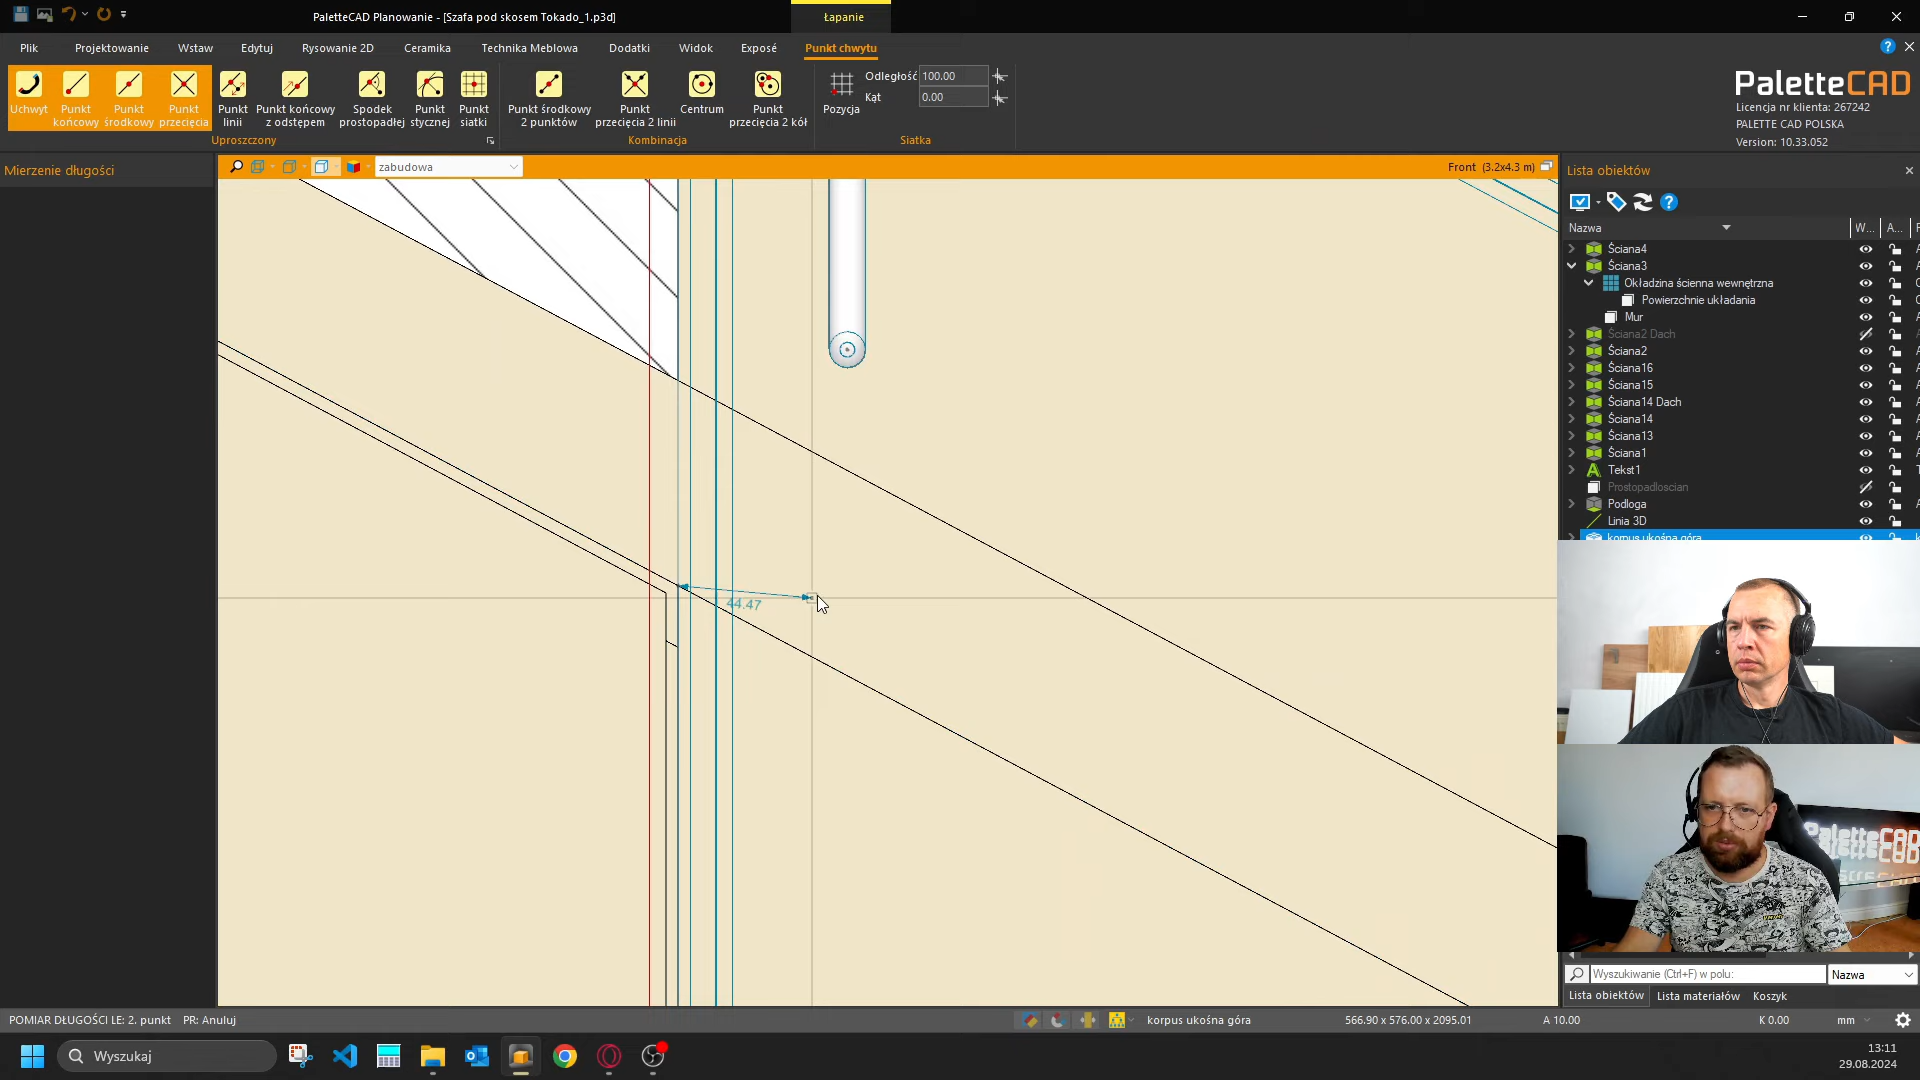 PaletteCAD Planowanie - [Szafa pod skosem Tokado_1.p3d]
Łapanie
Plik
Projektowanie
Wstaw
Edytuj
Rysowanie 2D
Ceramika
Technika Meblowa
Dodatki
Widok
Exposé
Punkt chwytu
Uchwyt
Punkt końcowy
Punkt środkowy
Punkt przecięcia
Punkt linii
Punkt końcowy z odstępem
Spodek prostopadłej
Punkt stycznej
Punkt siatki
Punkt środkowy 2 punktów
Punkt przecięcia 2 linii
Centrum
Punkt przecięcia 2 kół
Pozycja
Odległość 100.00
Kąt 0.00
Uproszczony
Kombinacja
Siatka
PaletteCAD
Licencja nr klienta: 267242
PALETTE CAD POLSKA
Version: 10.33.052
Mierzenie długości
zabudowa
Front (3.2x4.3 m)
Lista obiektów
Nazwa
W...
A...
Ściana4
Ściana3
Okładzina ścienna wewnętrzna
Powierzchnie układania
Mur
Ściana2 Dach
Ściana2
Ściana16
Ściana15
Ściana14 Dach
Ściana14
Ściana13
Ściana1
Tekst1
Prostopadloscian
Podloga
Linia 3D
korpus ukośna góra
44.47
PaletteCAD
Wyszukiwanie (Ctrl+F) w polu:
Nazwa
Lista obiektów
Lista materiałów
Koszyk
POMIAR DŁUGOŚCI LE: 2. punkt PR: Anuluj
korpus ukośna góra
566.90 x 576.00 x 2095.01
A 10.00
K 0.00
mm
Wyszukaj
13:11
29.08.2024